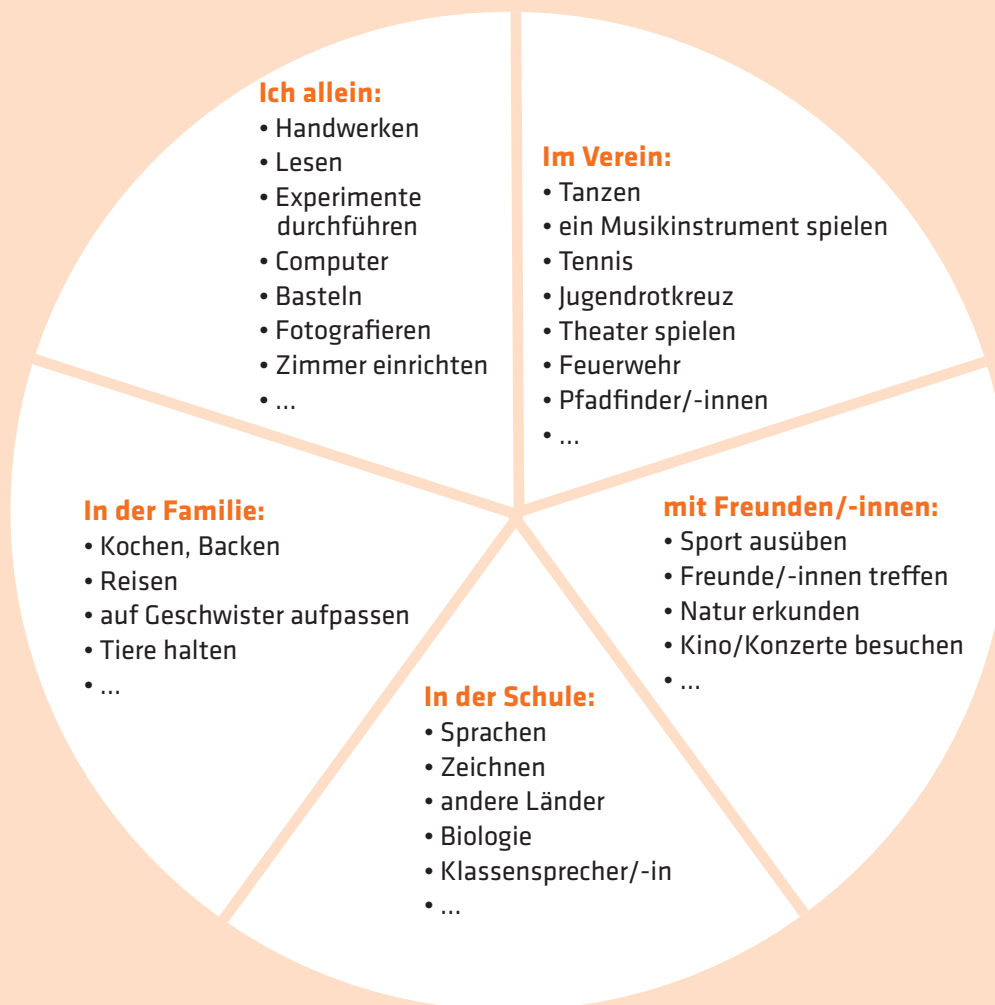 Ich allein:
• Handwerken
• Lesen
• Experimente
durchführen
• Computer
• Basteln
• Fotografieren
• Zimmer einrichten
• ...
Im Verein:
• Tanzen
• ein Musikinstrument spielen
• Tennis
• Jugendrotkreuz
• Theater spielen
• Feuerwehr
• Pfadfinder/-innen
• ...
In der Familie:
• Kochen, Backen
• Reisen
• auf Geschwister aufpassen
• Tiere halten
• ...
mit Freunden/-innen:
• Sport ausüben
• Freunde/-innen treffen
• Natur erkunden
• Kino/Konzerte besuchen
• ...
In der Schule:
• Sprachen
• Zeichnen
• andere Länder
• Biologie
• Klassensprecher/-in
• ...